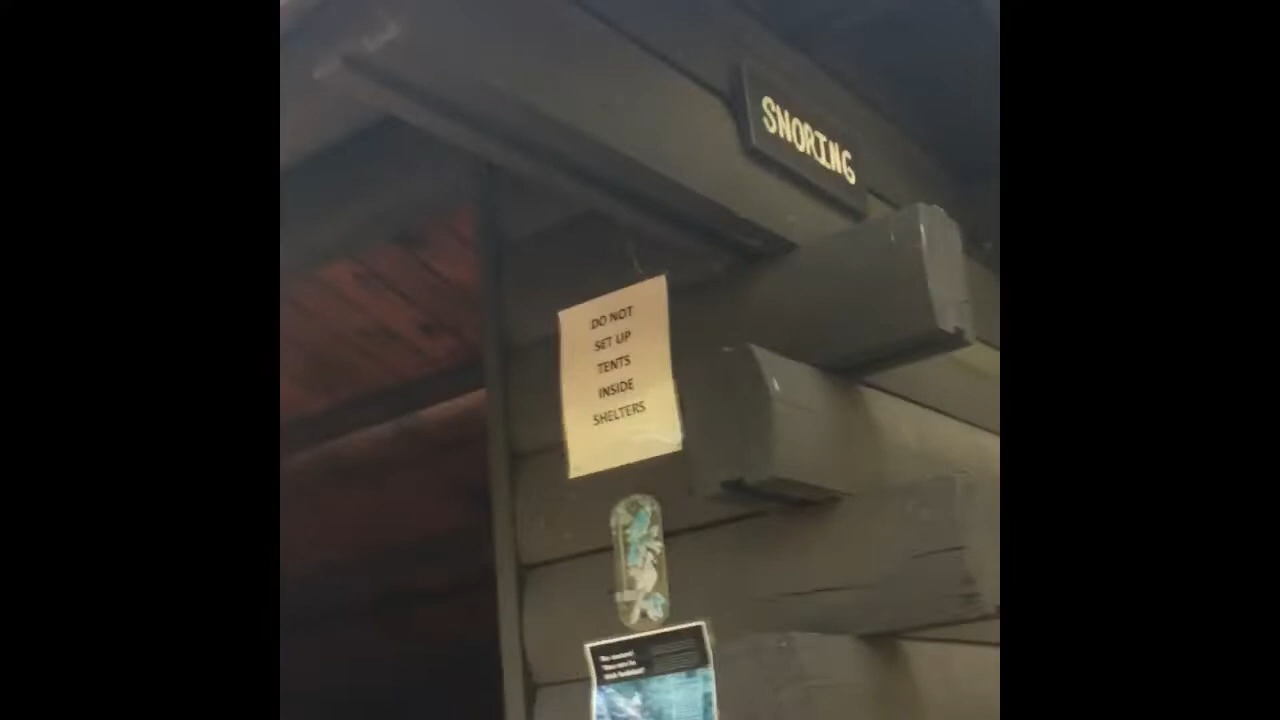 SNORING
DO NOT
SET UP
TENTS
INSIDE
SHELTERS